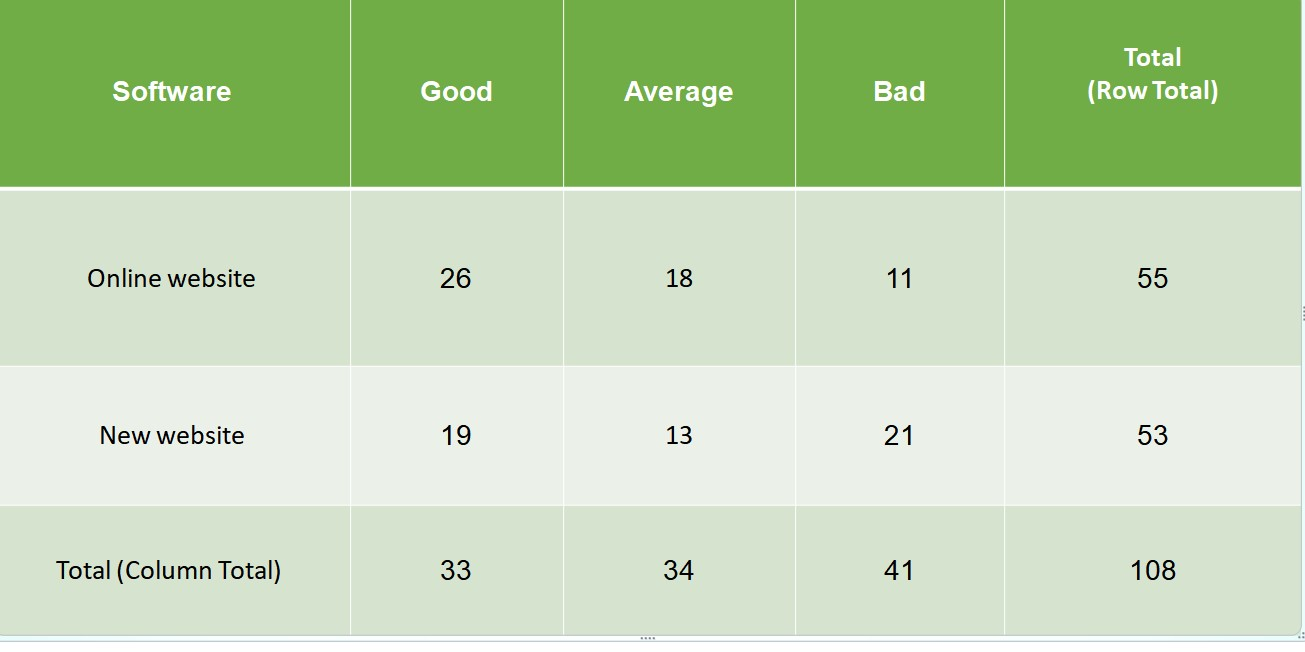 Software Good Average Bad Total
(Row Total)
Online website 26 18 11 55
New website 19 13 21 53
Total (Column Total) 33 34 41 108